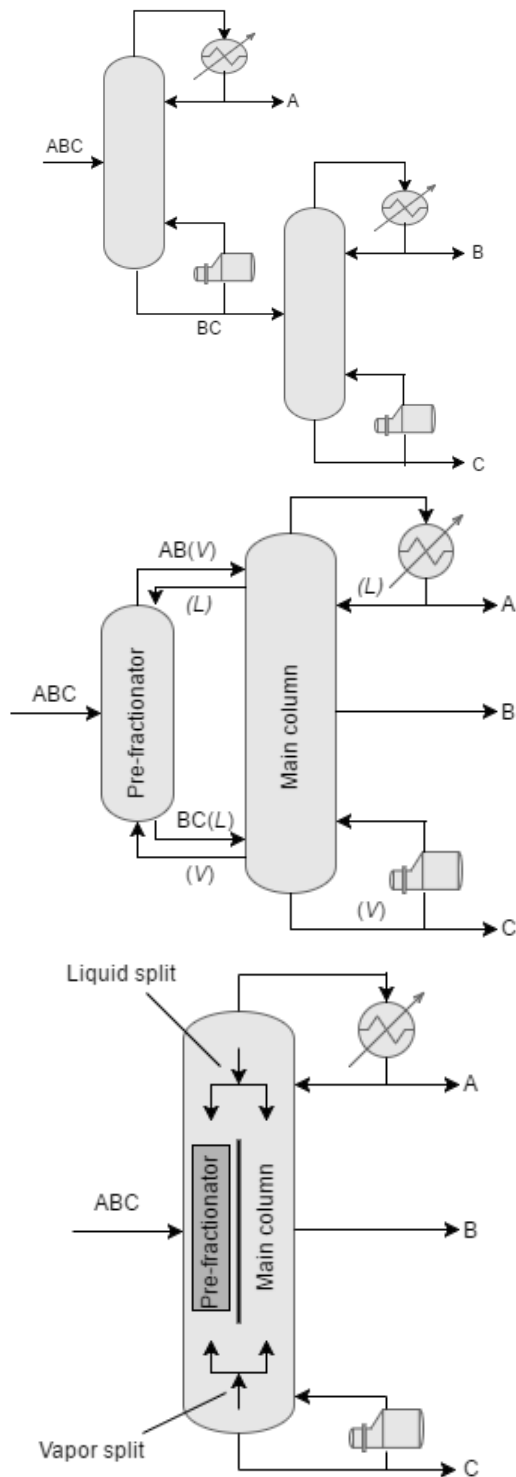 A
ABC
BC
B
C
AB(V)
(L)
(L)
A
ABC
Pre-fractionator
Main column
B
BC(L)
(V)
(V)
C
Liquid split
A
ABC
Pre-fractionator
Main column
B
Vapor split
C